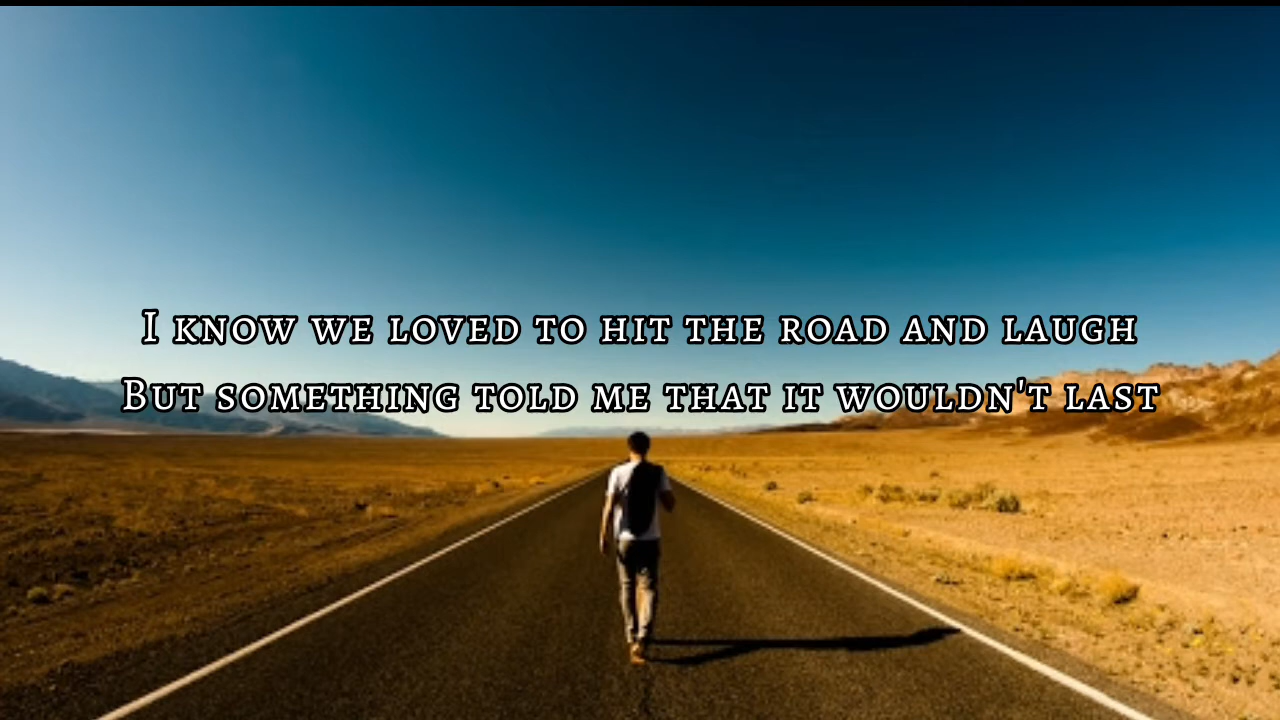 I know we loved to hit the road and laugh
But something told me that it wouldn't last